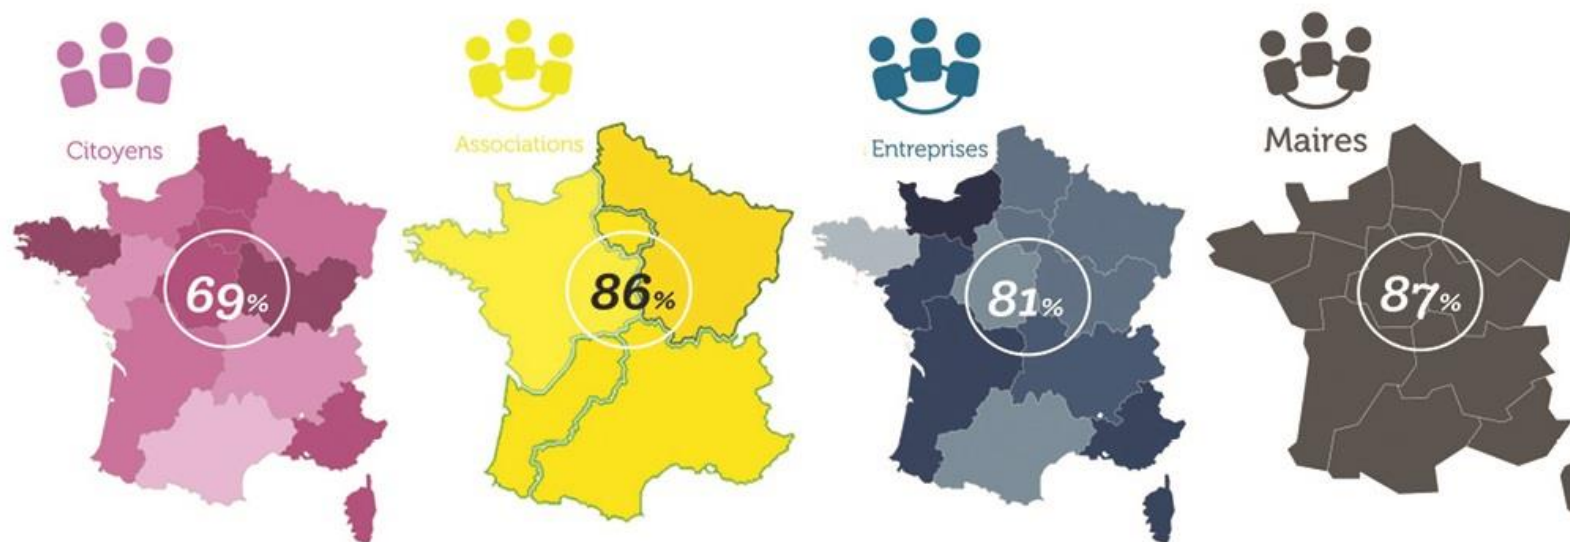 Citoyens
69%
Associations
86%
Entreprises
81%
Maires
87%